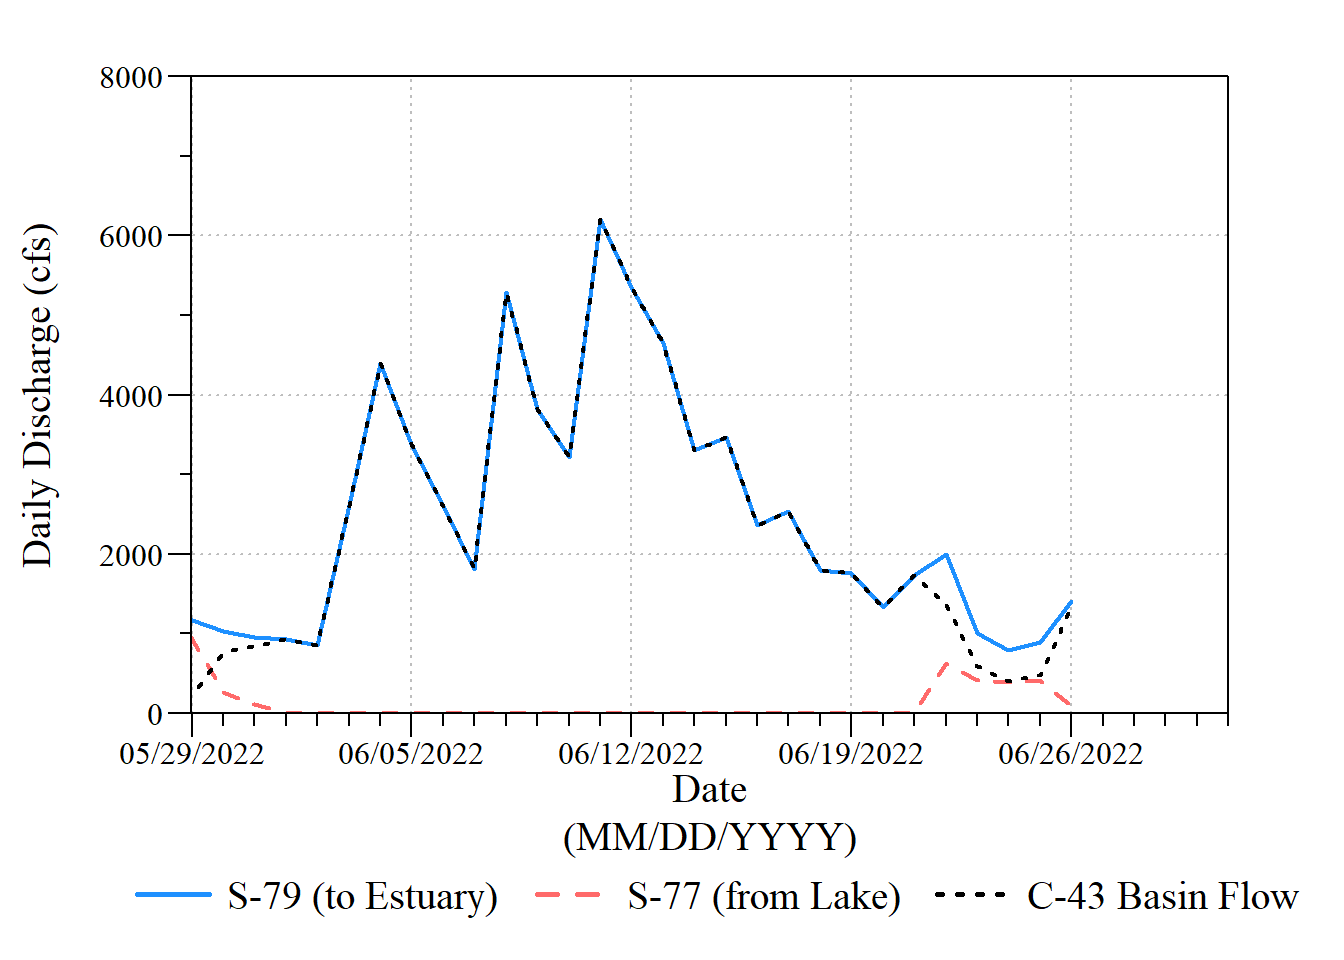 8000
6000
4000
2000
0
Daily Discharge (cfs)
05/29/2022 06/05/2022 06/12/2022 06/19/2022 06/26/2022
Date
(MM/DD/YYYY)
S-79 (to Estuary) S-77 (from Lake) C-43 Basin Flow